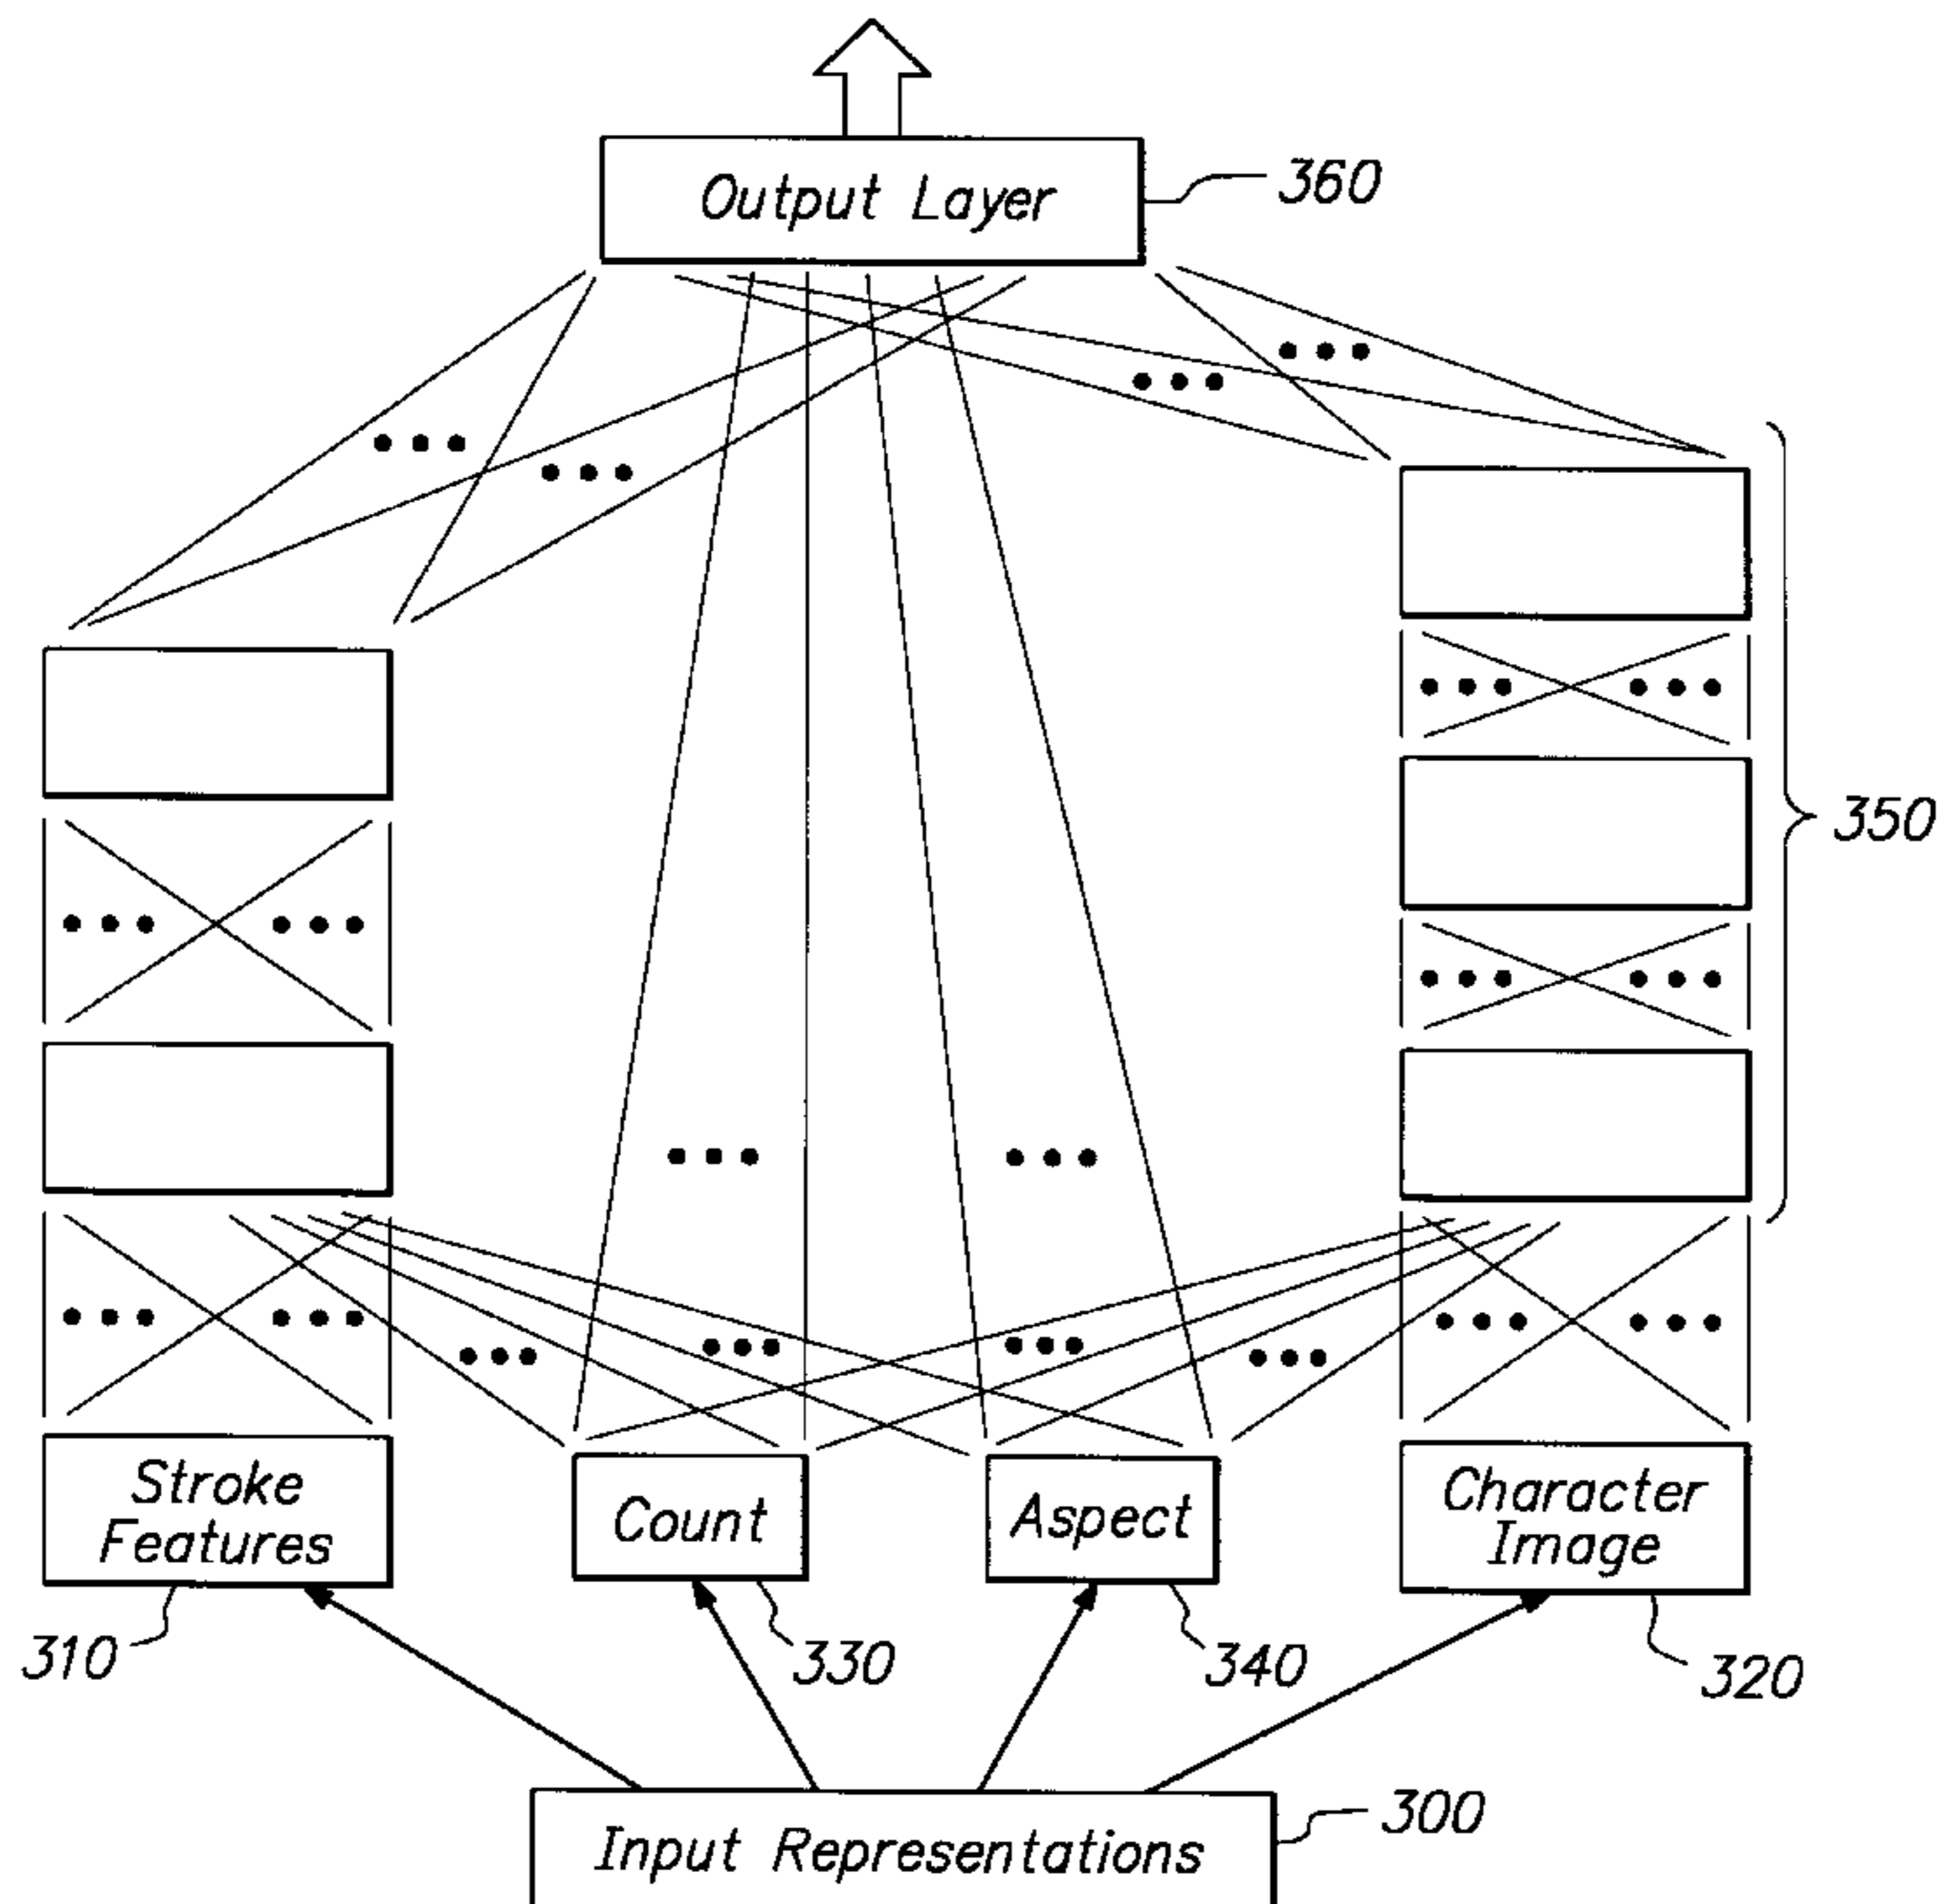 Output Layer
360
350
Stroke
Features
Count
Aspect
Character
Image
310
330
340
320
300
Input Representations